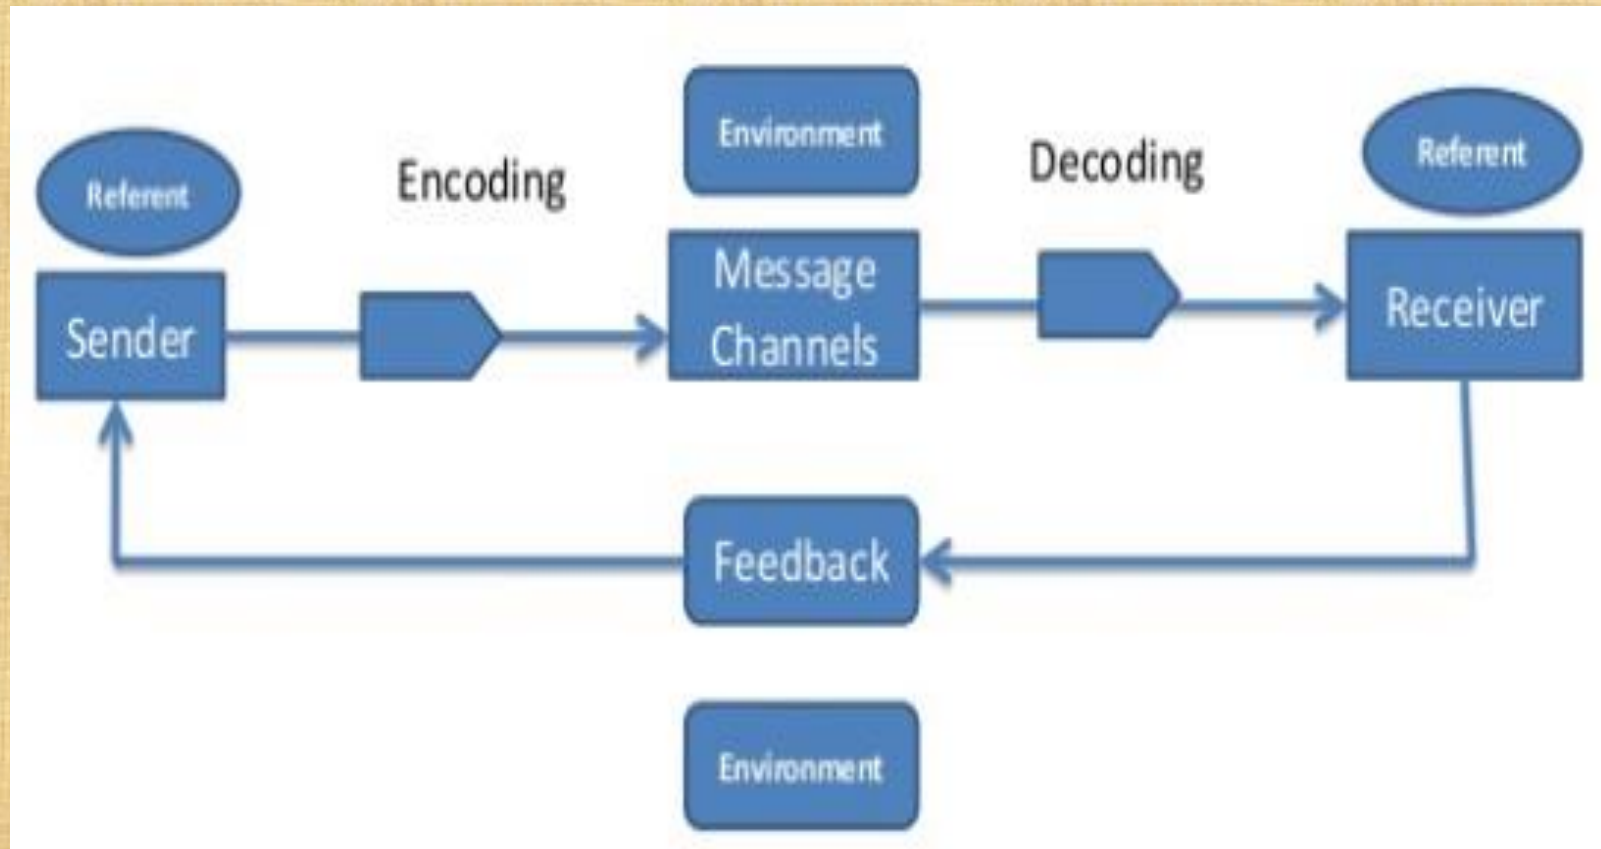 Environment
Referent
Encoding
Decoding
Referent
Sender
Message
Channels
Receiver
Feedback
Environment